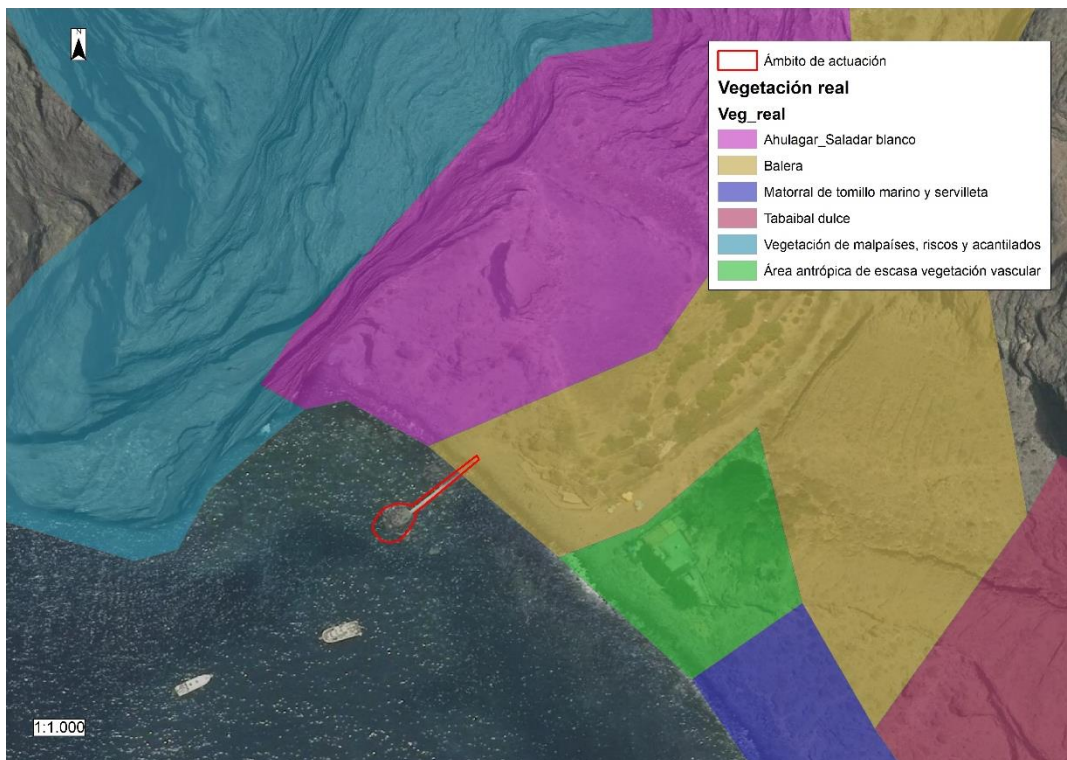 N
Ámbito de actuación
Vegetación real
Veg_real
Ahulagar_Saladar blanco
Balera
Matorral de tomillo marino y servilleta
Tabaibal dulce
Vegetación de malpaíses, riscos y acantilados
Área antrópica de escasa vegetación vascular
1:1.000